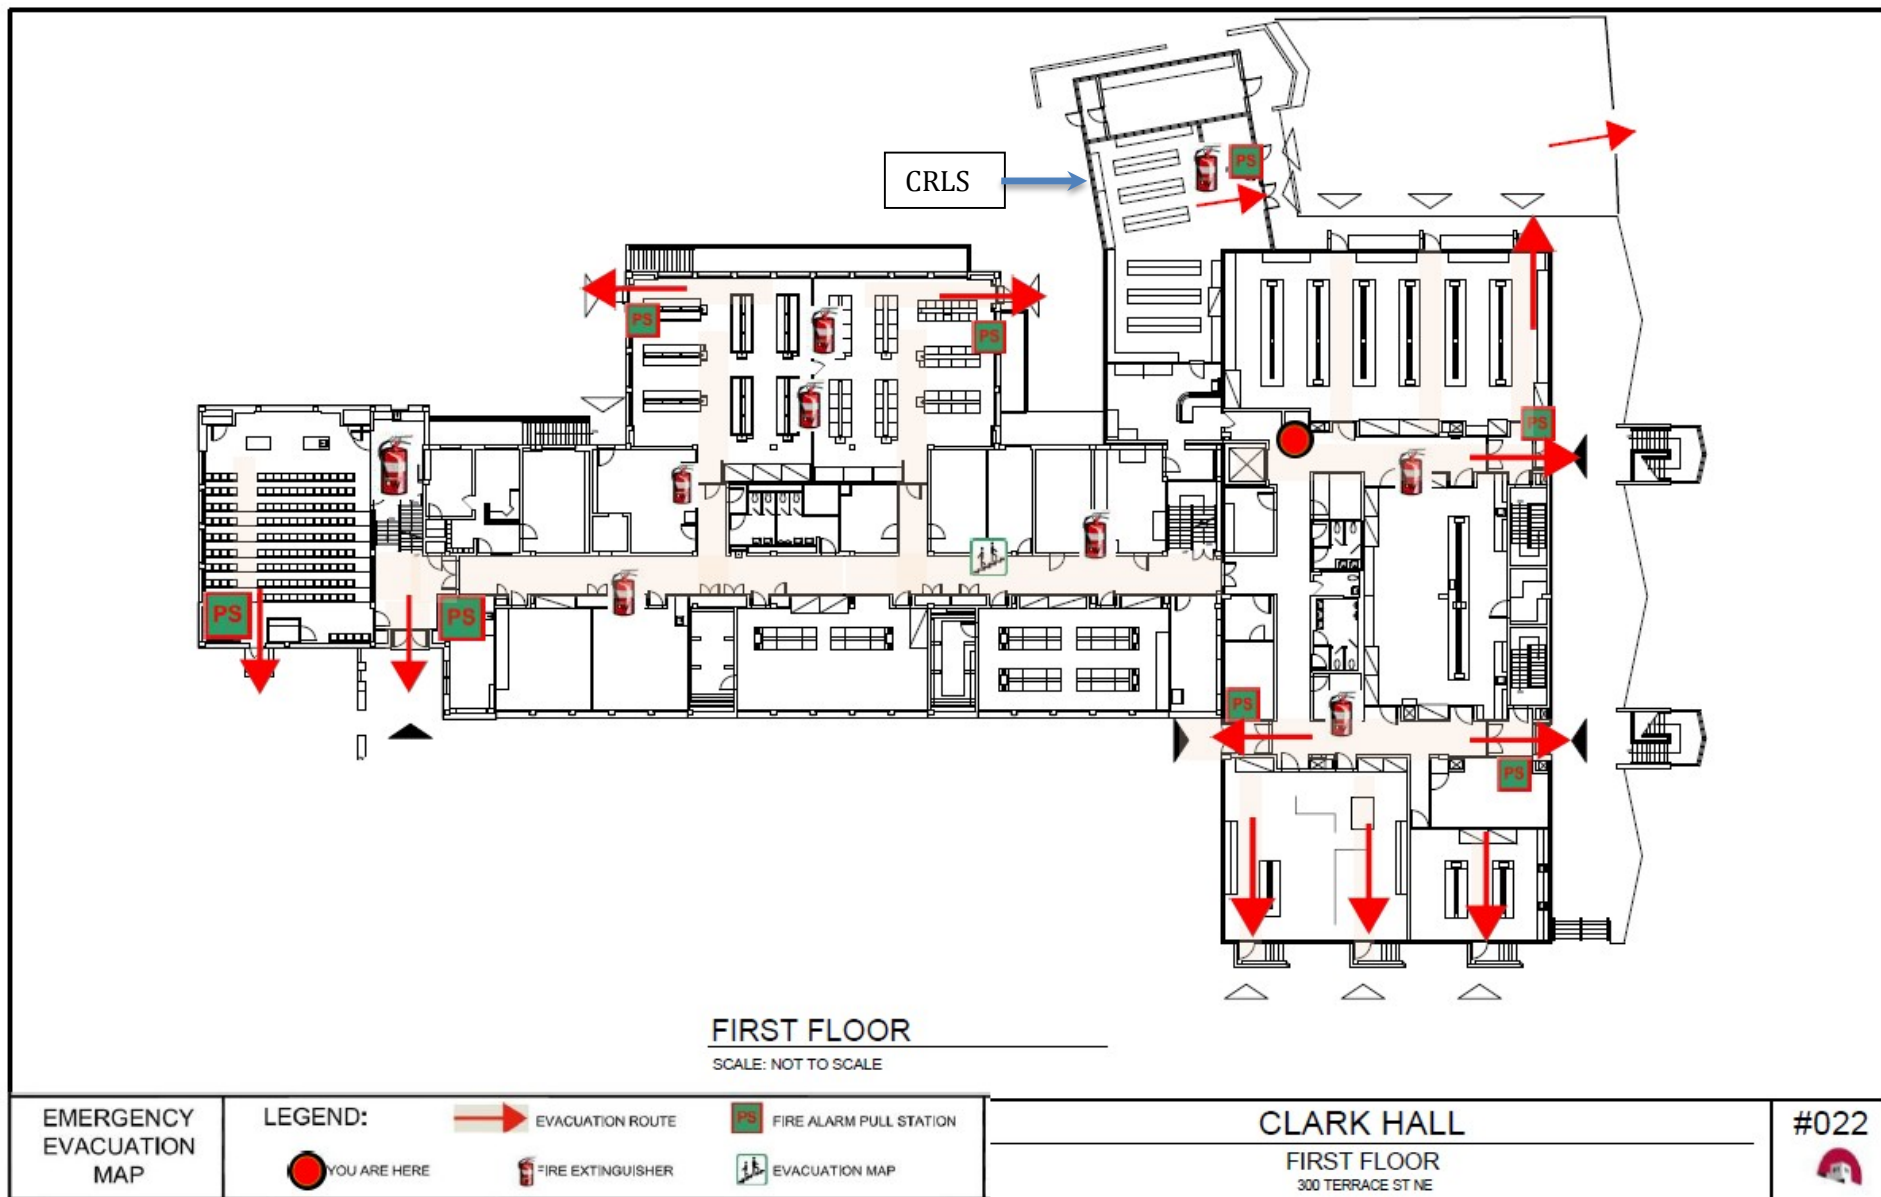 CRLS
PS
PS
PS
PS
PS
PS
PS
PS
PS
FIRST FLOOR
SCALE: NOT TO SCALE
EMERGENCY
EVACUATION
MAP
LEGEND:
EVACUATION ROUTE
PS
FIRE ALARM PULL STATION
YOU ARE HERE
FIRE EXTINGUISHER
EVACUATION MAP
CLARK HALL
FIRST FLOOR
300 TERRACE ST NE
#022